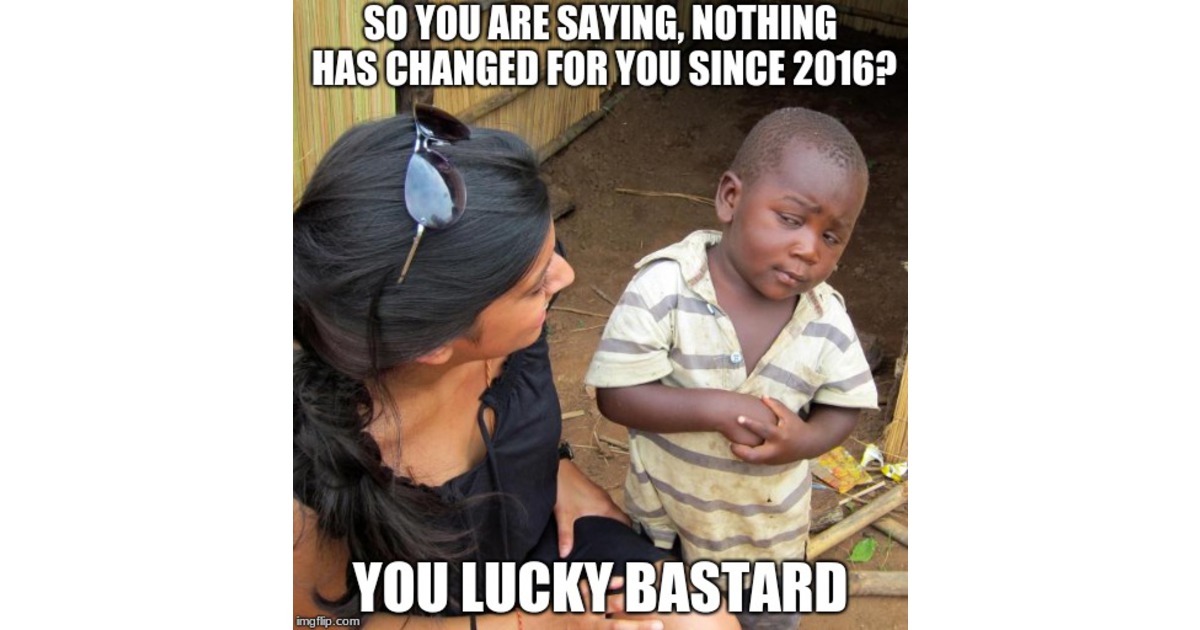 SO YOU ARE SAYING, NOTHING
HAS CHANGED FOR YOU SINCE 2016?
YOU LUCKY BASTARD
imgflip.com